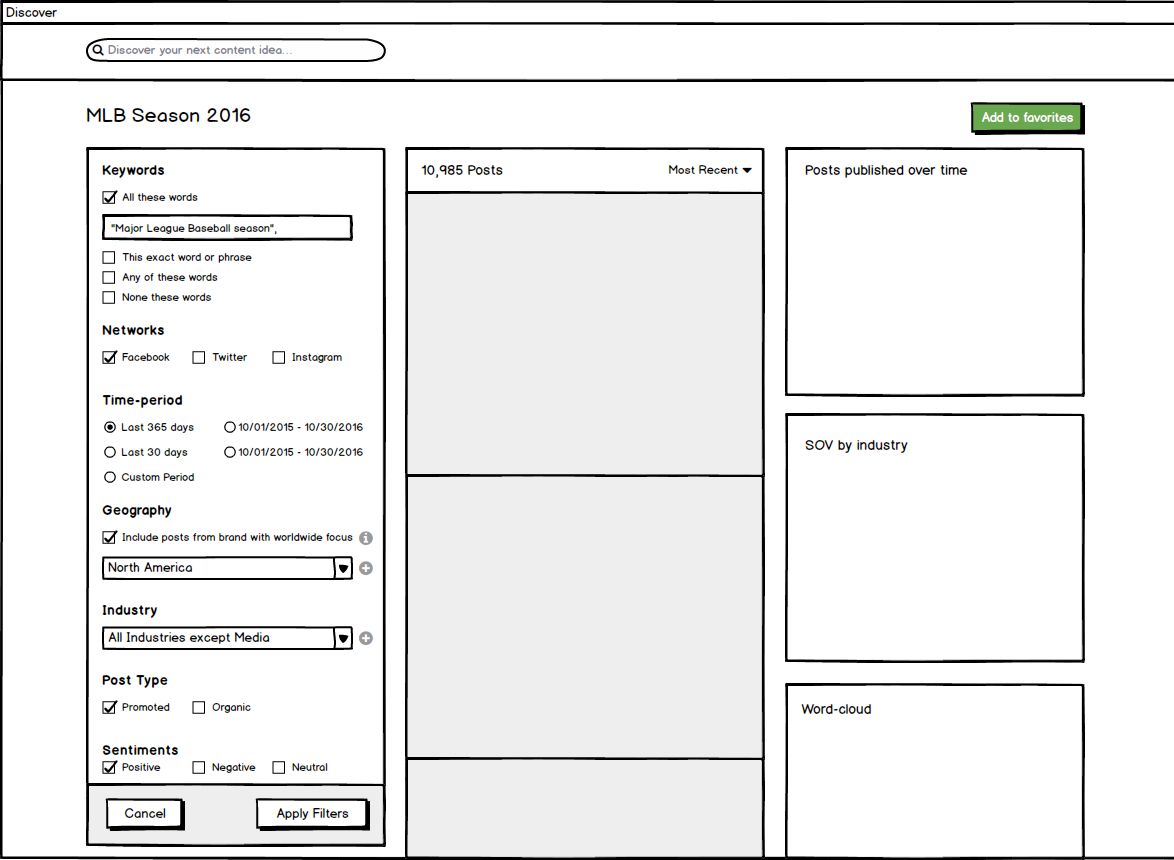 Discover
Discover your next content idea...
MLB Season 2016
Add to favorites
Keywords
All these words
"Major League Baseball season",
This exact word or phrase
Any of these words
None these words
Networks
Facebook Twitter Instagram
Time-period
Last 365 days 10/01/2015 - 10/30/2016
Last 30 days 10/01/2015 - 10/30/2016
Custom Period
Geography
Include posts from brand with worldwide focus
North America
Industry
All Industries except Media
Post Type
Promoted Organic
Sentiments
Positive Negative Neutral
Cancel Apply Filters
10,985 Posts Most Recent
Posts published over time
SOV by industry
Word-cloud